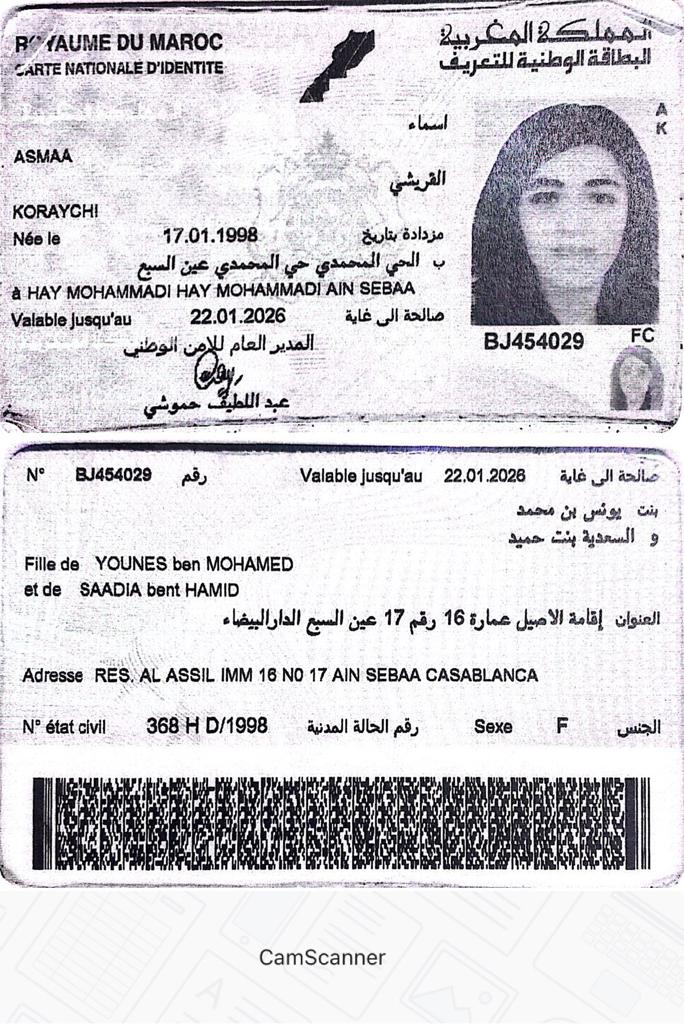 ROYAUME DU MAROC
CARTE NATIONALE D'IDENTITE
المملكة المغربية
البطاقة الوطنية للتعريف
A
K
اسماء
ASMAA
القريشي
KORAYCHI
Née le 17.01.1998 مزدادة بتاريخ
ب الحي المحمدي حي المحمدي عين السبع
à HAY MOHAMMADI HAY MOHAMMADI AIN SEBAA
Valable jusqu'au 22.01.2026 صالحة الى غاية
المدير العام للامن الوطني
عبد اللطيف حموشي
BJ454029
FC
N° BJ454029 رقم Valable jusqu'au 22.01.2026 صالحة الى غاية
بنت يونس بن محمد
و السعدية بنت حميد
Fille de YOUNES ben MOHAMED
et de SAADIA bent HAMID
العنوان إقامة الاصيل عمارة 16 رقم 17 عين السبع الدارالبيضاء
Adresse RES. AL ASSIL IMM 16 N0 17 AIN SEBAA CASABLANCA
N° état civil 368 H D/1998 رقم الحالة المدنية Sexe F الجنس
CamScanner